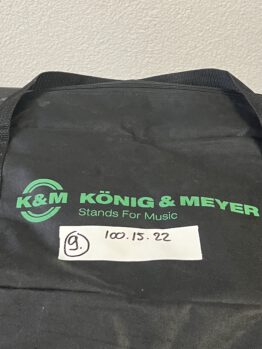 K&M KÖNIG & MEYER
Stands For Music
9. 100.15.22